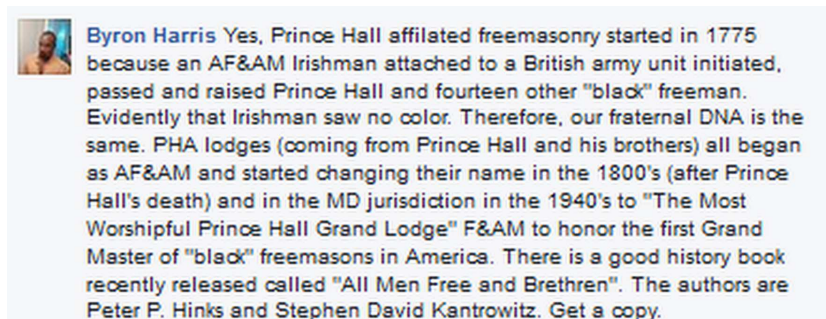 Byron Harris Yes, Prince Hall affilated freemasonry started in 1775
because an AF&AM Irishman attached to a British army unit initiated,
passed and raised Prince Hall and fourteen other "black" freeman.
Evidently that Irishman saw no color. Therefore, our fraternal DNA is the
same. PHA lodges (coming from Prince Hall and his brothers) all began
as AF&AM and started changing their name in the 1800's (after Prince
Hall's death) and in the MD jurisdiction in the 1940's to "The Most
Worshipful Prince Hall Grand Lodge" F&AM to honor the first Grand
Master of "black" freemasons in America. There is a good history book
recently released called "All Men Free and Brethren". The authors are
Peter P. Hinks and Stephen David Kantrowitz. Get a copy.